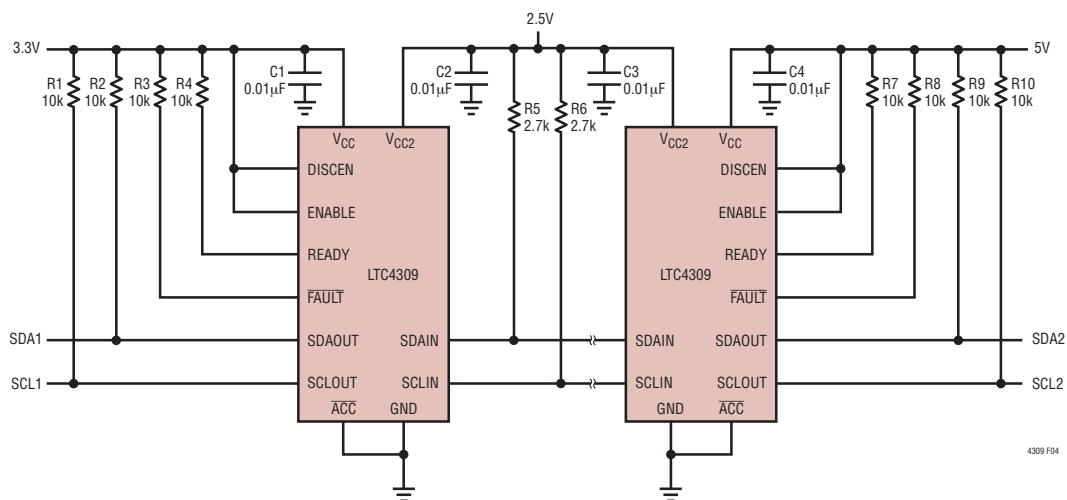 2.5V
3.3V
5V
R1
10k
R2
10k
R3
10k
R4
10k
C1
0.01µF
C2
0.01µF
R5
2.7k
R6
2.7k
C3
0.01µF
C4
0.01µF
R7
10k
R8
10k
R9
10k
R10
10k
VCC VCC2
DISCEN
ENABLE
READY
LTC4309
FAULT
SDAOUT SDAIN
SCLOUT SCLIN
ACC GND
VCC2 VCC
DISCEN
ENABLE
READY
LTC4309
FAULT
SDAIN SDAOUT
SCLIN SCLOUT
GND ACC
SDA1
SCL1
SDA2
SCL2
4309 F04